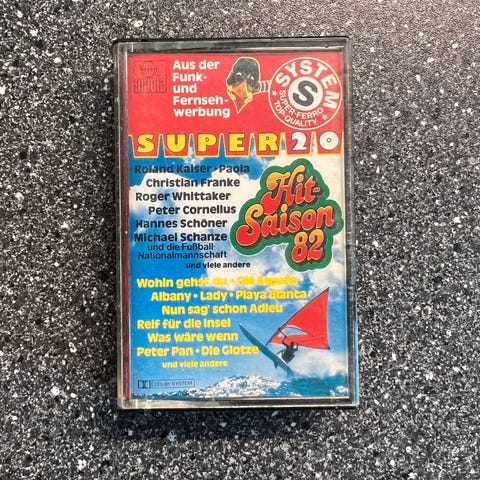 ariola
Aus der
Funk-
und
Fernseh-
werbung
SYSTEM
S
SUPER-FERRO
TOP-QUALITY
SUPER 20
Roland Kaiser • Paola
Christian Franke
Roger Whittaker
Peter Cornelius
Hannes Schöner
Michael Schanze
und die Fußball-
Nationalmannschaft
und viele andere
Hit-
Saison
82
Wohin gehst du • Olé España
Albany • Lady • Playa Blanca
Nun sag' schon Adieu
Reif für die Insel
Was wäre wenn
Peter Pan • Die Glotze
und viele andere
DOLBY SYSTEM